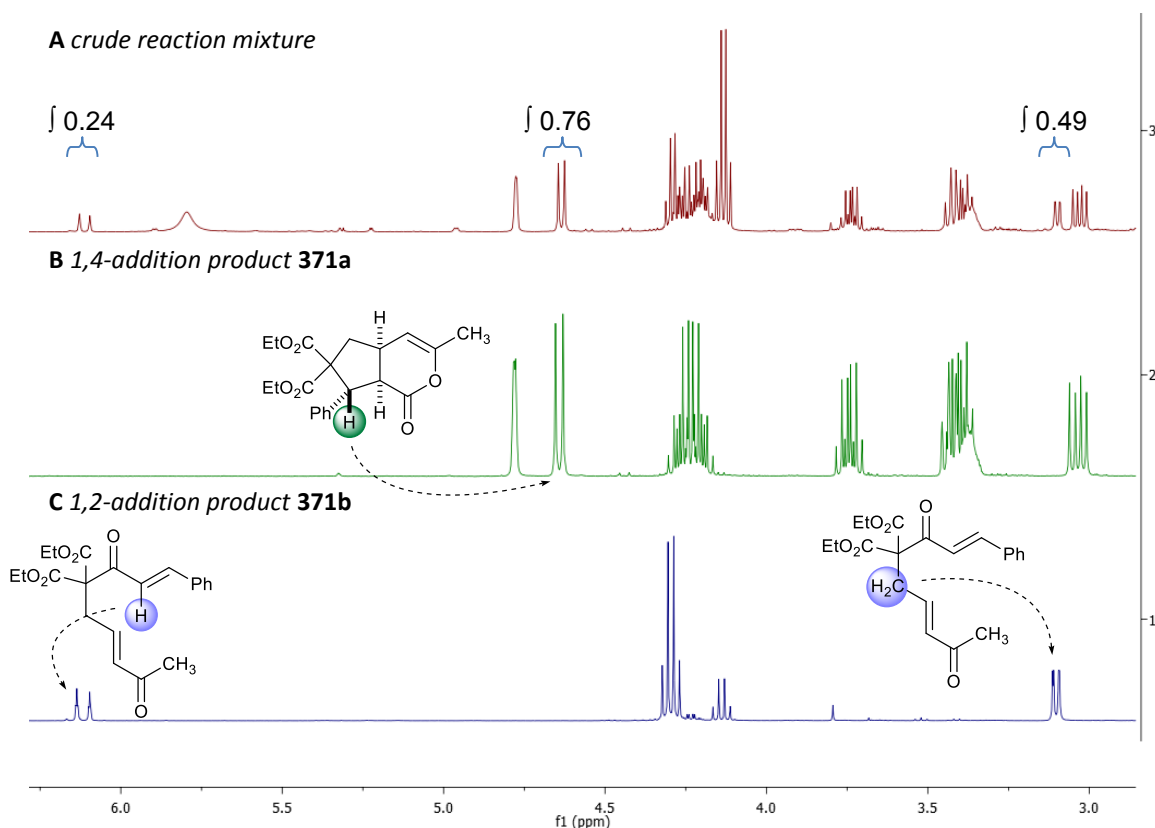 A crude reaction mixture
∫ 0.24
∫ 0.76
∫ 0.49
3
B 1,4-addition product 371a
H
CH3
EtO2C
EtO2C
O
Ph
H
H
O
2
C 1,2-addition product 371b
O
EtO2C
EtO2C
Ph
H
CH3
O
O
EtO2C
EtO2C
Ph
H2C
CH3
O
1
6.0 5.5 5.0 4.5 4.0 3.5 3.0
f1 (ppm)